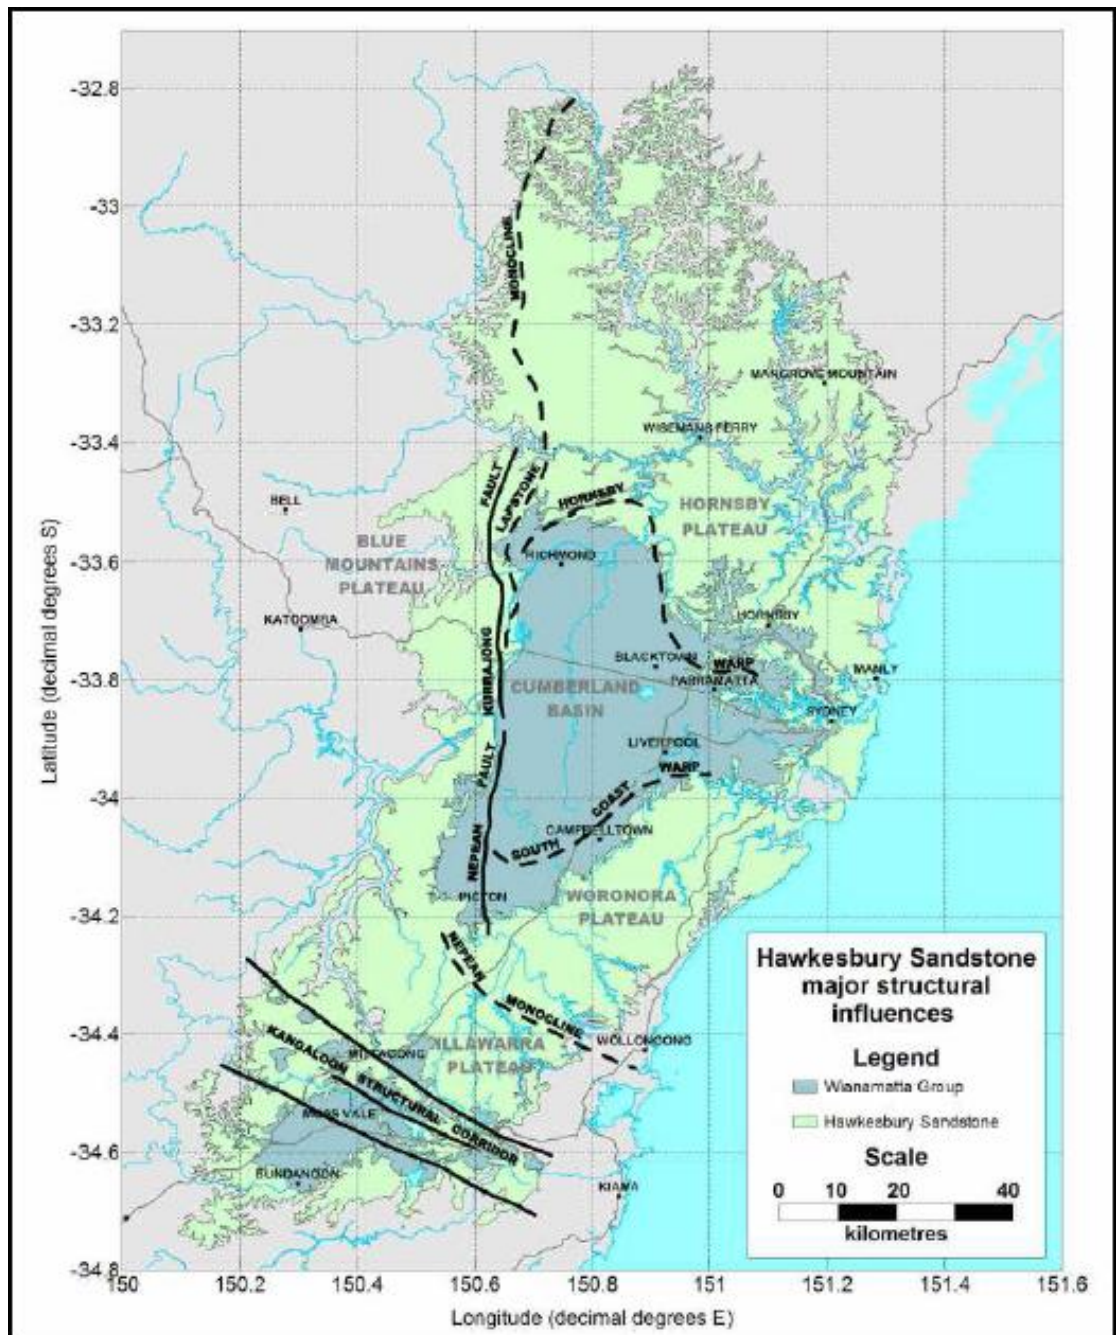 -32.8
-33
-33.2
-33.4
-33.6
-33.8
-34
-34.2
-34.4
-34.6
-34.8
Latitude (decimal degrees S)
MONOCLINE
MANGROVE MOUNTAIN
WISEMANS FERRY
FAULT
LAPSTONE
HORNSBY
HORNSBY
PLATEAU
BELL
BLUE
MOUNTAINS
PLATEAU
RICHMOND
KATOOMBA
HORNSBY
KURRAJONG
BLACKTOWN
WARP
MANLY
PARRAMATTA
CUMBERLAND
BASIN
SYDNEY
LIVERPOOL
FAULT
WARP
COAST
CAMPBELLTOWN
SOUTH
NEPEAN
PICTON
WORONORA
PLATEAU
NEPEAN
MONOCLINE
WOLLONGONG
KANGALOON STRUCTURAL CORRIDOR
MITTAGONG
ILLAWARRA
PLATEAU
MOSS VALE
BUNDANOON
KIAMA
Hawkesbury Sandstone
major structural
influences
Legend
Wianamatta Group
Hawkesbury Sandstone
Scale
0 10 20 40
kilometres
150 150.2 150.4 150.6 150.8 151 151.2 151.4 151.6
Longitude (decimal degrees E)